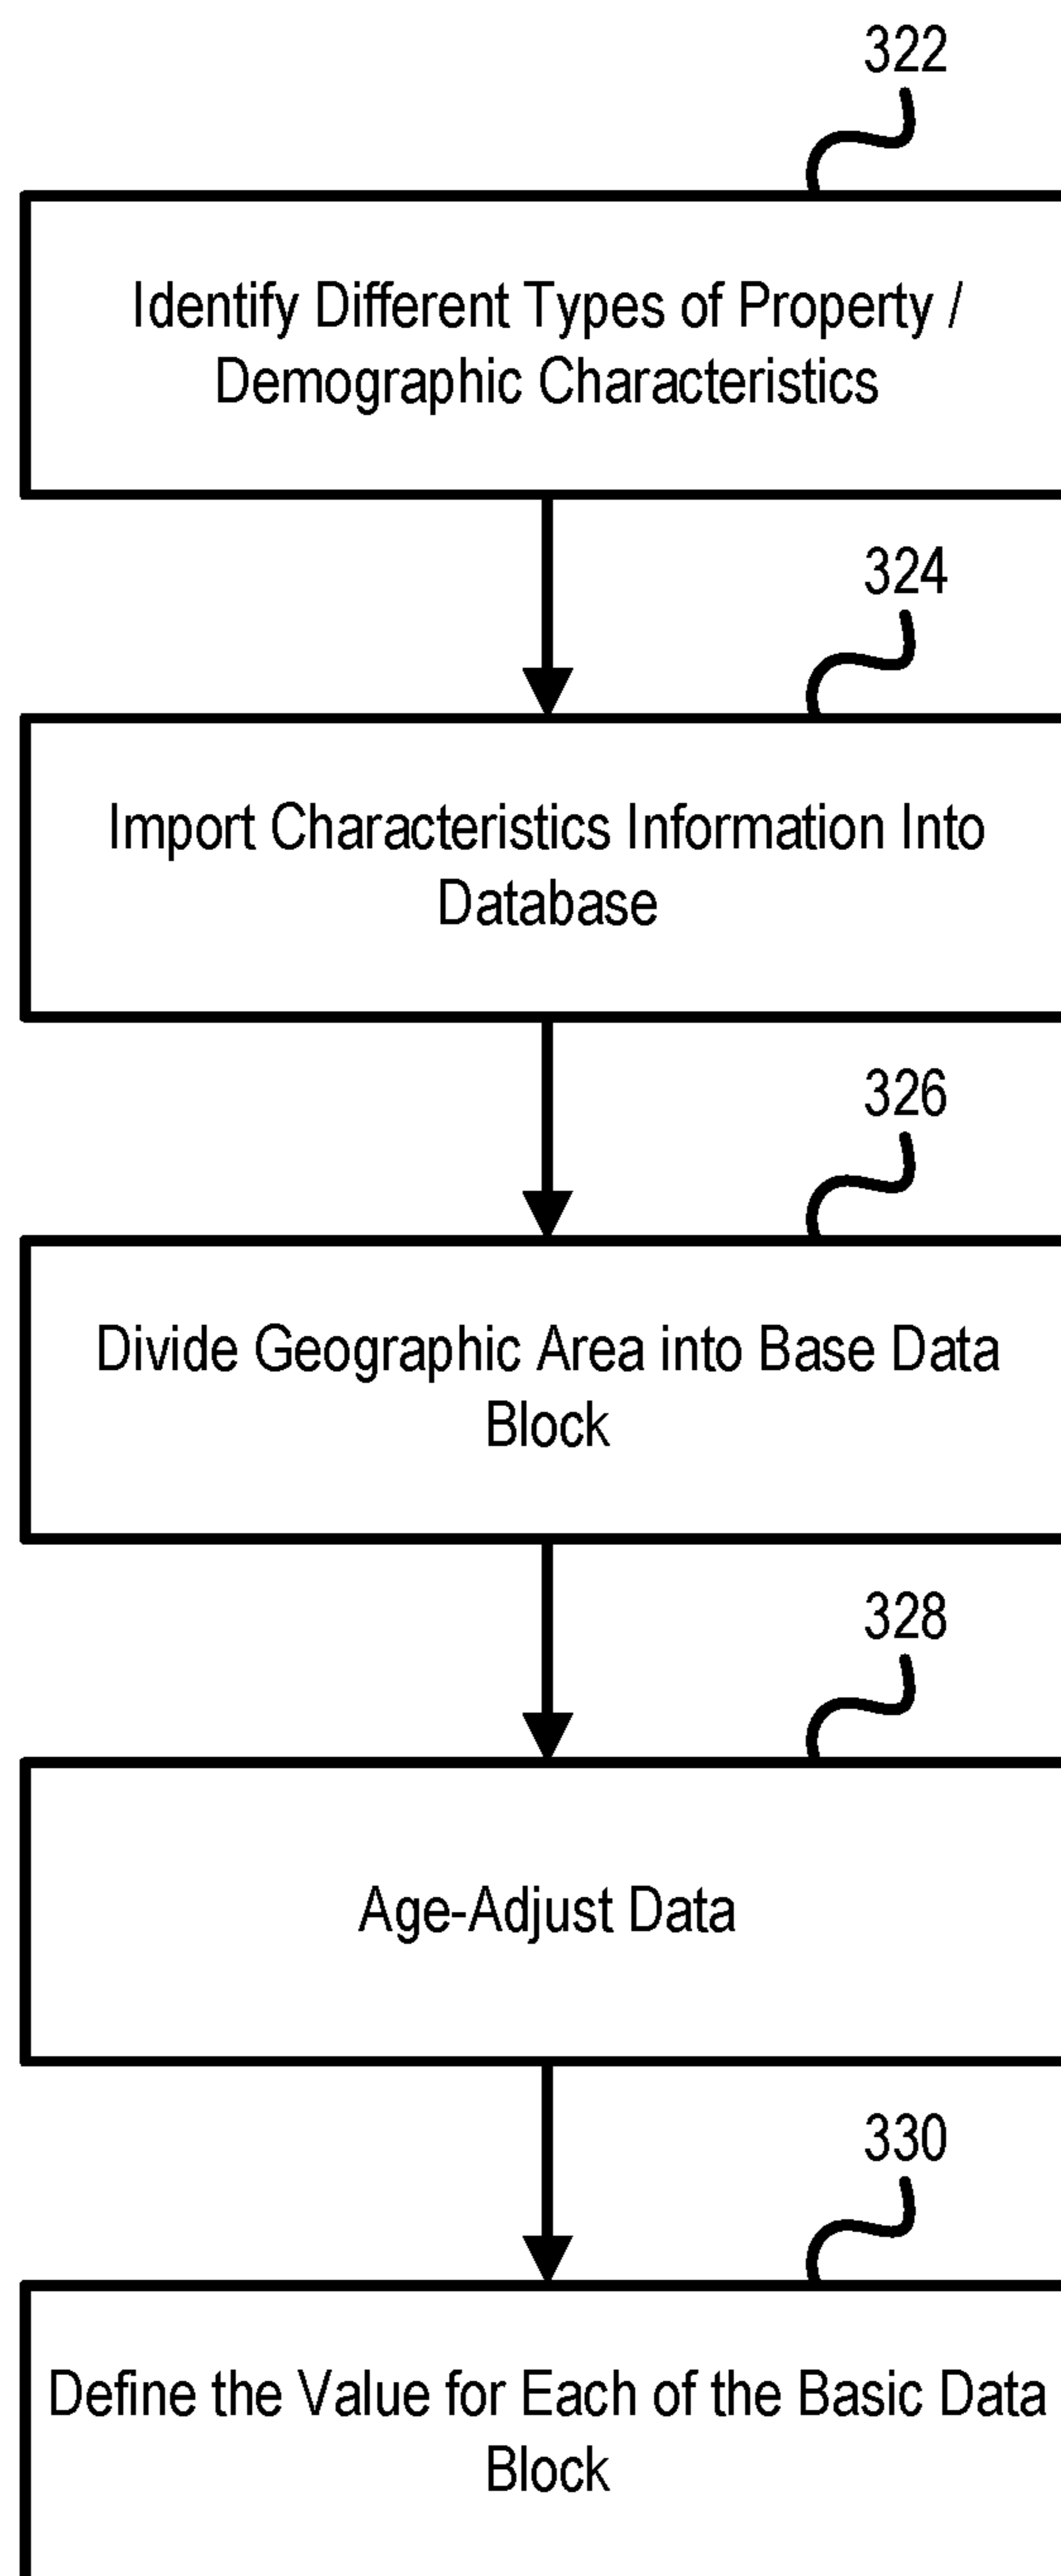 322
Identify Different Types of Property /
Demographic Characteristics
324
Import Characteristics Information Into
Database
326
Divide Geographic Area into Base Data
Block
328
Age-Adjust Data
330
Define the Value for Each of the Basic Data
Block